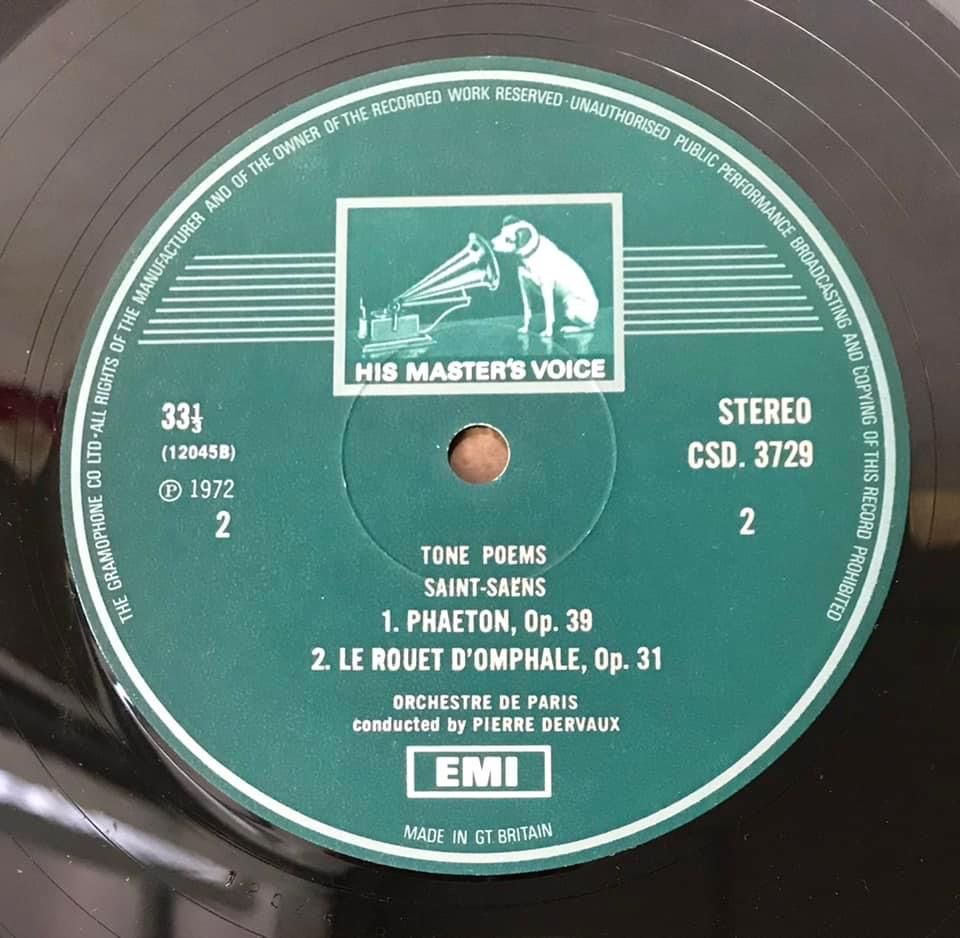 THE GRAMOPHONE CO LTD·ALL RIGHTS OF THE MANUFACTURER AND OF THE OWNER OF THE RECORDED WORK RESERVED·UNAUTHORISED PUBLIC PERFORMANCE BROADCASTING AND COPYING OF THIS RECORD PROHIBITED
HIS MASTER'S VOICE
33⅓
STEREO
(12045B)
CSD. 3729
Ⓟ 1972
2
2
TONE POEMS
SAINT-SAËNS
1. PHAETON, Op. 39
2. LE ROUET D'OMPHALE, Op. 31
ORCHESTRE DE PARIS
conducted by PIERRE DERVAUX
EMI
MADE IN GT. BRITAIN